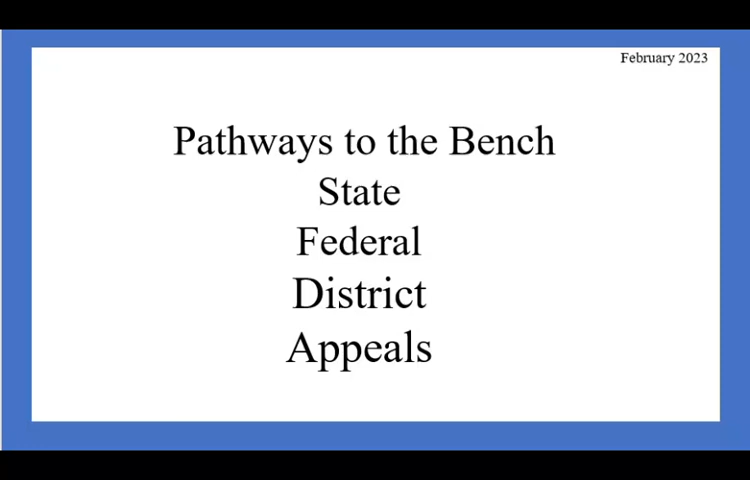 February 2023
Pathways to the Bench
State
Federal
District
Appeals